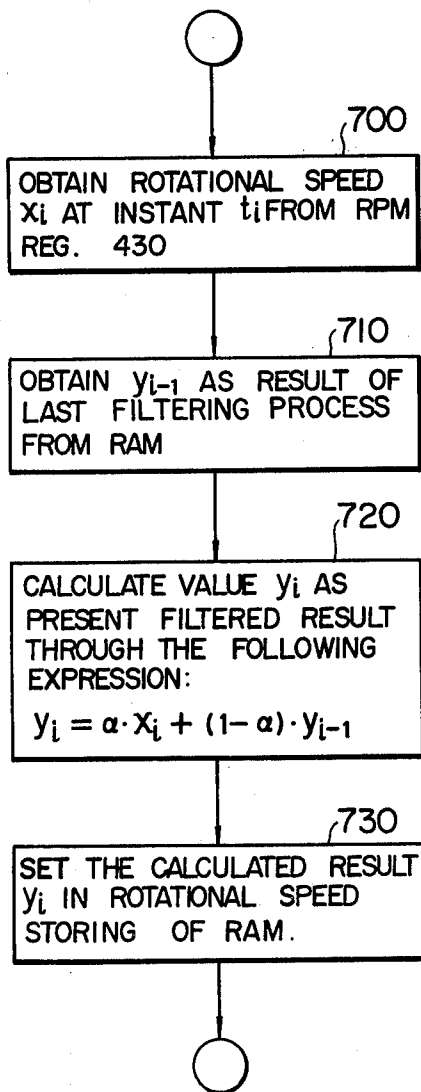 700
OBTAIN ROTATIONAL SPEED
xi AT INSTANT ti FROM RPM
REG. 430
710
OBTAIN yi-1 AS RESULT OF
LAST FILTERING PROCESS
FROM RAM
720
CALCULATE VALUE yi AS
PRESENT FILTERED RESULT
THROUGH THE FOLLOWING
EXPRESSION:
yi = α·xi + (1-α)·yi-1
730
SET THE CALCULATED RESULT
yi IN ROTATIONAL SPEED
STORING OF RAM.